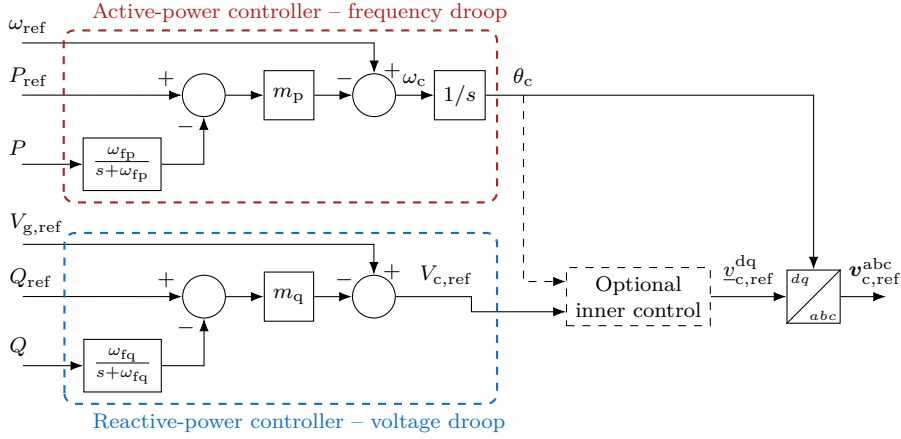 Active-power controller – frequency droop
ω_ref
P_ref + − m_p − + ω_c 1/s θ_c
P ω_fp / (s+ω_fp)
V_g,ref
Q_ref + − m_q − + V_c,ref
Optional
inner control
v_c,ref^dq
dq
abc
v_c,ref^abc
Q ω_fq / (s+ω_fq)
Reactive-power controller – voltage droop